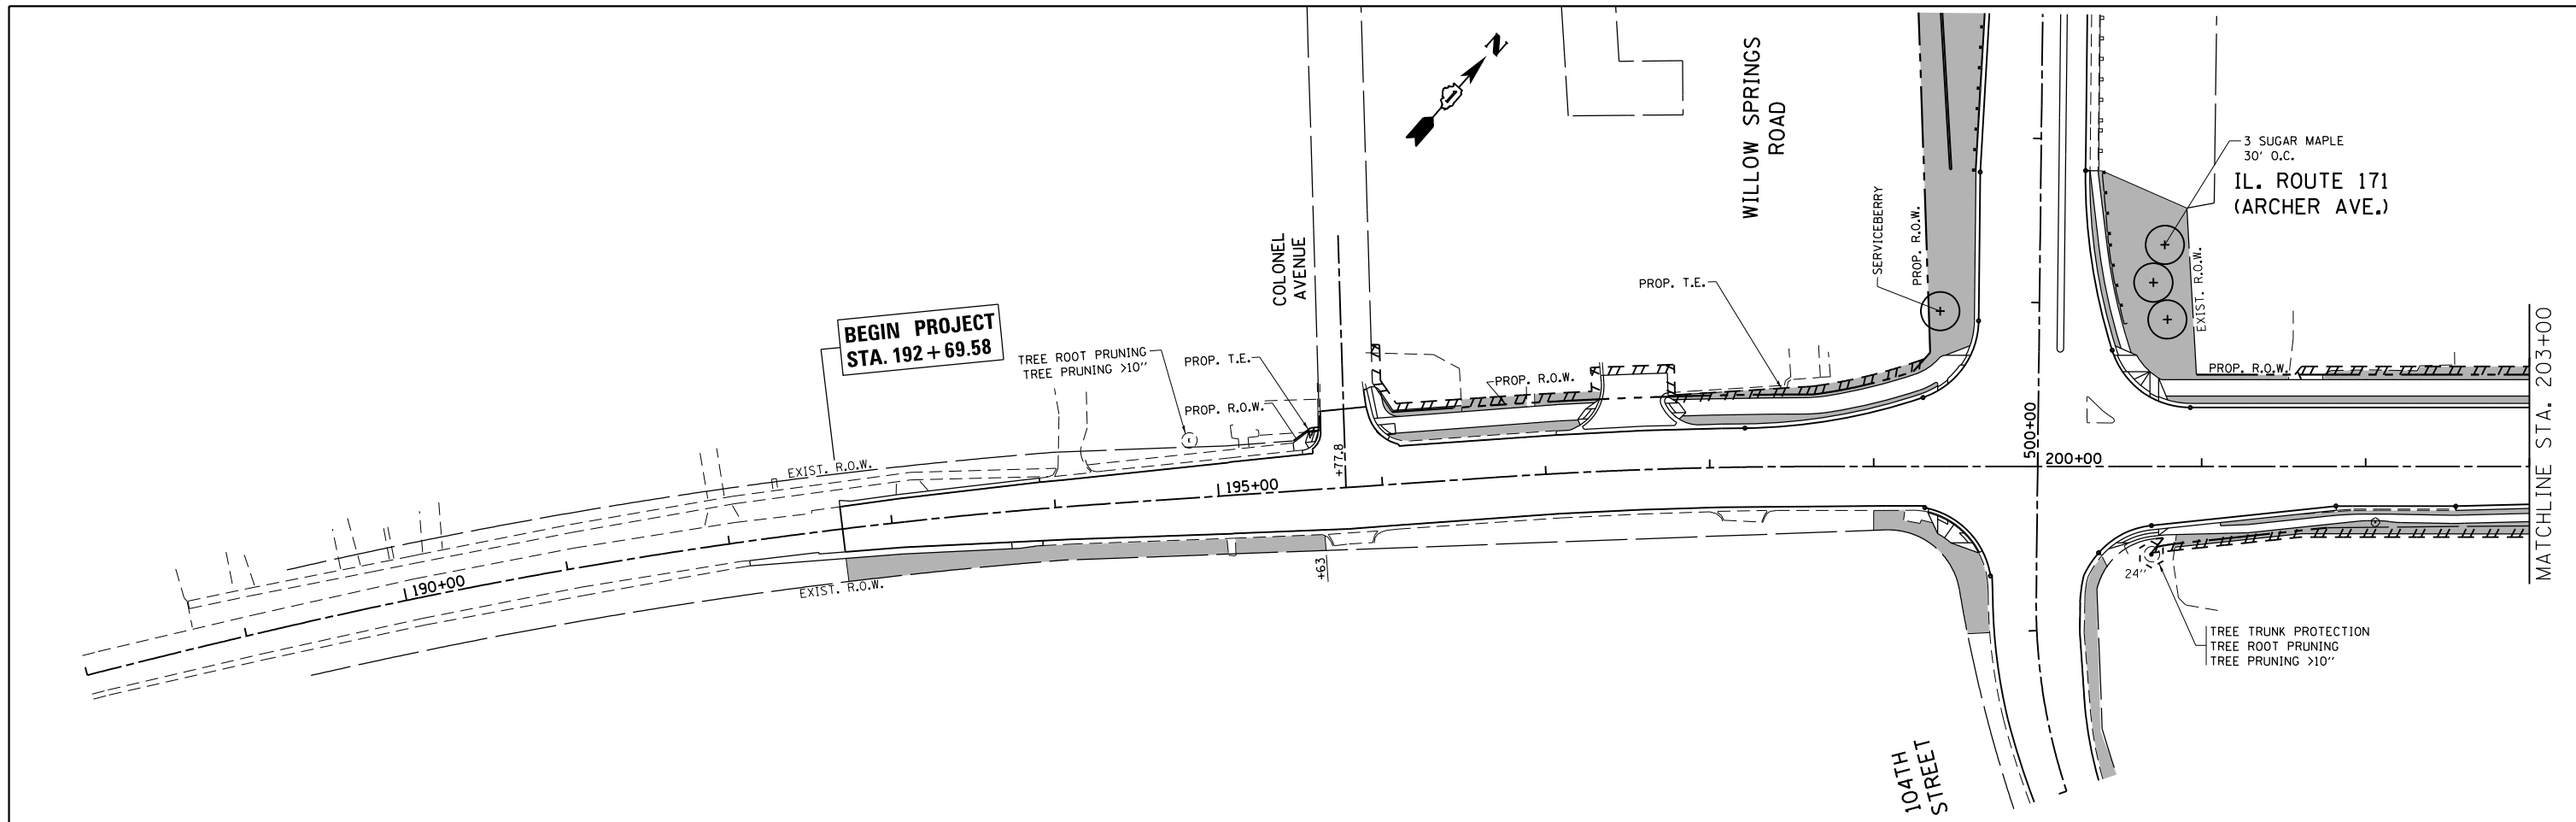 N
WILLOW SPRINGS
ROAD
3 SUGAR MAPLE
30' O.C.
IL. ROUTE 171
(ARCHER AVE.)
SERVICEBERRY
PROP. R.O.W.
COLONEL
AVENUE
PROP. T.E.
EXIST. R.O.W.
BEGIN PROJECT
STA. 192+69.58
TREE ROOT PRUNING
TREE PRUNING >10"
PROP. T.E.
PROP. R.O.W.
PROP. R.O.W.
PROP. R.O.W.
MATCHLINE STA. 203+00
EXIST. R.O.W.
+77.8
500+00
200+00
195+00
190+00
EXIST. R.O.W.
+63
24"
TREE TRUNK PROTECTION
TREE ROOT PRUNING
TREE PRUNING >10"
104TH
STREET